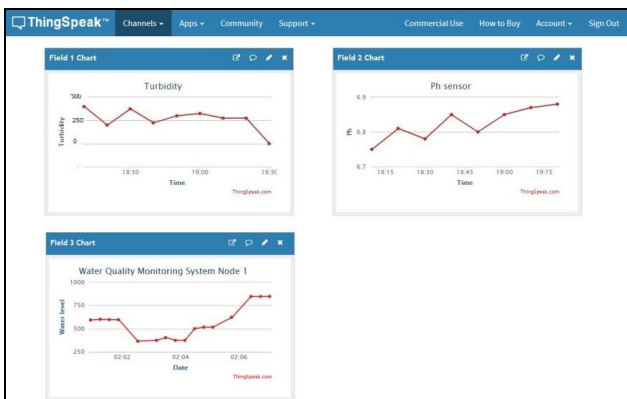 ThingSpeak™ Channels Apps Community Support Commercial Use How to Buy Account Sign Out
Field 1 Chart
Turbidity
500
250
0
-
Turbidity
18:30 19:00 19:30
Time
ThingSpeak.com
Field 2 Chart
Ph sensor
6.9
6.8
6.7
Ph
18:15 18:30 18:45 19:00 19:15
Time
ThingSpeak.com
Field 3 Chart
Water Quality Monitoring System Node 1
1000
750
500
250
Water level
02:02 02:04 02:06
Date
ThingSpeak.com